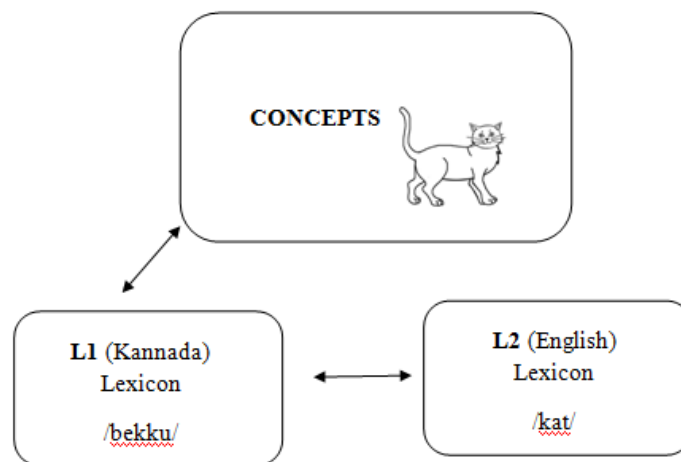 CONCEPTS
L1 (Kannada)
Lexicon
/bekku/
L2 (English)
Lexicon
/kat/